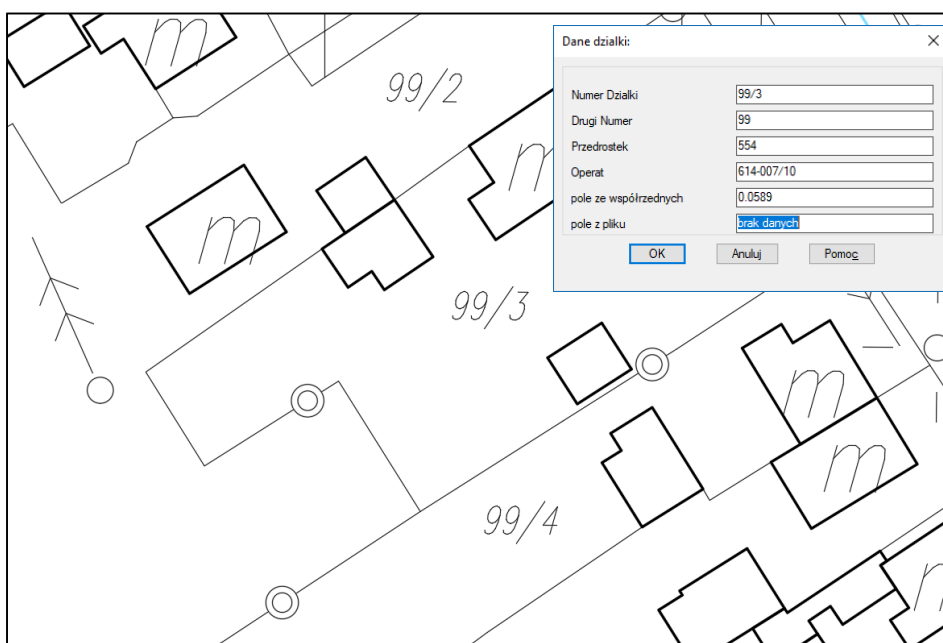 Dane dzialki:
Numer Dzialki 99/3
Drugi Numer 99
Przedrostek 554
Operat 614-007/10
pole ze współrzednych 0.0589
pole z pliku brak danych
OK Anuluj Pomoc
m
99/2
m
m
99/3
m
m
99/4
m